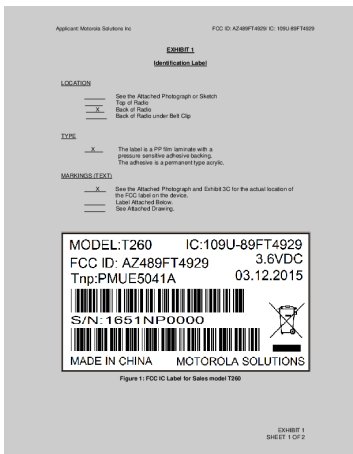 Applicant: Motorola Solutions Inc FCC ID: AZ489FT4929/ IC: 109U-89FT4929
EXHIBIT 1
Identification Label
LOCATION
See the Attached Photograph or Sketch
Top of Radio
X Back of Radio
Back of Radio under Belt Clip
TYPE
X The label is a PP film laminate with a
pressure sensitive adhesive backing.
The adhesive is a permanent type acrylic.
MARKINGS (TEXT)
X See the Attached Photograph and Exhibit 3C for the actual location of
the FCC label on the device.
Label Attached Below.
See Attached Drawing.
MODEL:T260 IC:109U-89FT4929
FCC ID: AZ489FT4929 3.6VDC
Tnp:PMUE5041A 03.12.2015
S/N:1651NP0000
MADE IN CHINA MOTOROLA SOLUTIONS
Figure 1: FCC IC Label for Sales model T260
EXHIBIT 1
SHEET 1 OF 2